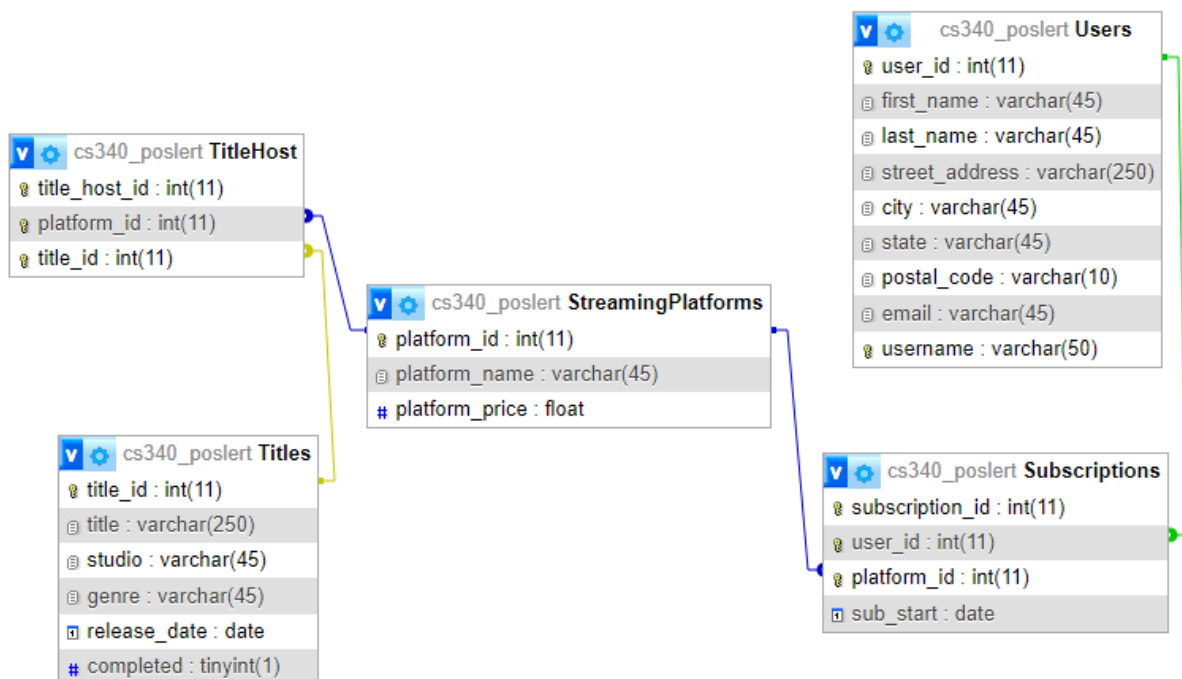 cs340_poslert Users
user_id : int(11)
first_name : varchar(45)
last_name : varchar(45)
street_address : varchar(250)
city : varchar(45)
state : varchar(45)
postal_code : varchar(10)
email : varchar(45)
username : varchar(50)
cs340_poslert TitleHost
title_host_id : int(11)
platform_id : int(11)
title_id : int(11)
cs340_poslert StreamingPlatforms
platform_id : int(11)
platform_name : varchar(45)
platform_price : float
cs340_poslert Titles
title_id : int(11)
title : varchar(250)
studio : varchar(45)
genre : varchar(45)
release_date : date
completed : tinyint(1)
cs340_poslert Subscriptions
subscription_id : int(11)
user_id : int(11)
platform_id : int(11)
sub_start : date